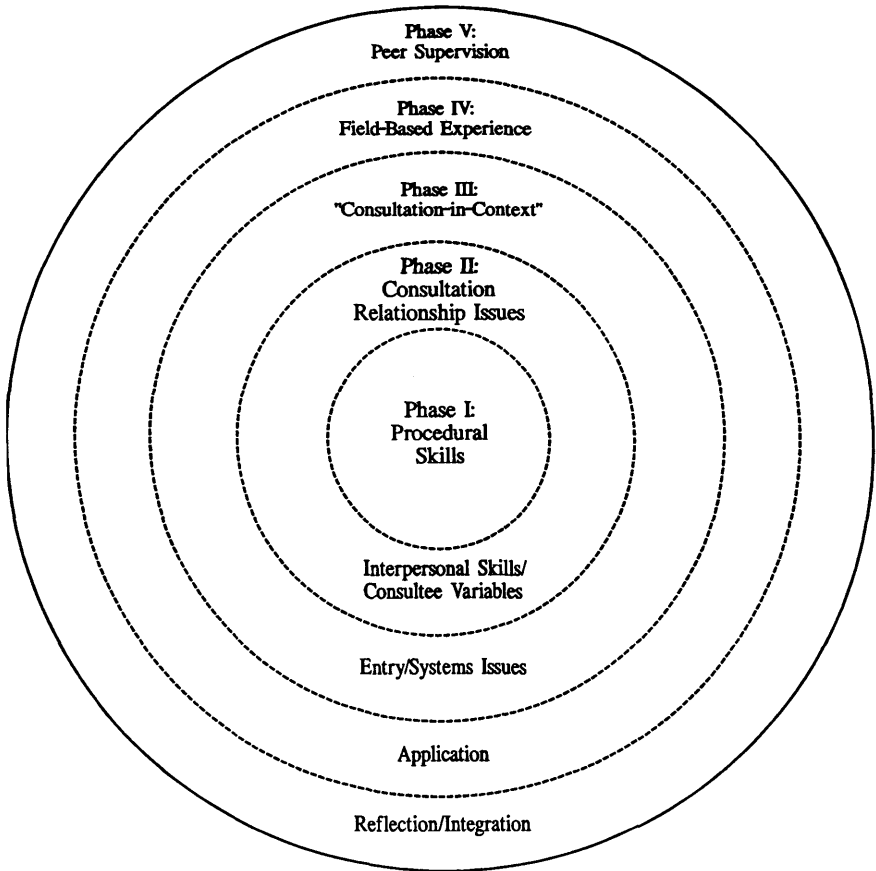 Phase V:
Peer Supervision
Phase IV:
Field-Based Experience
Phase III:
"Consultation-in-Context"
Phase II:
Consultation
Relationship Issues
Phase I:
Procedural
Skills
Interpersonal Skills/
Consultee Variables
Entry/Systems Issues
Application
Reflection/Integration